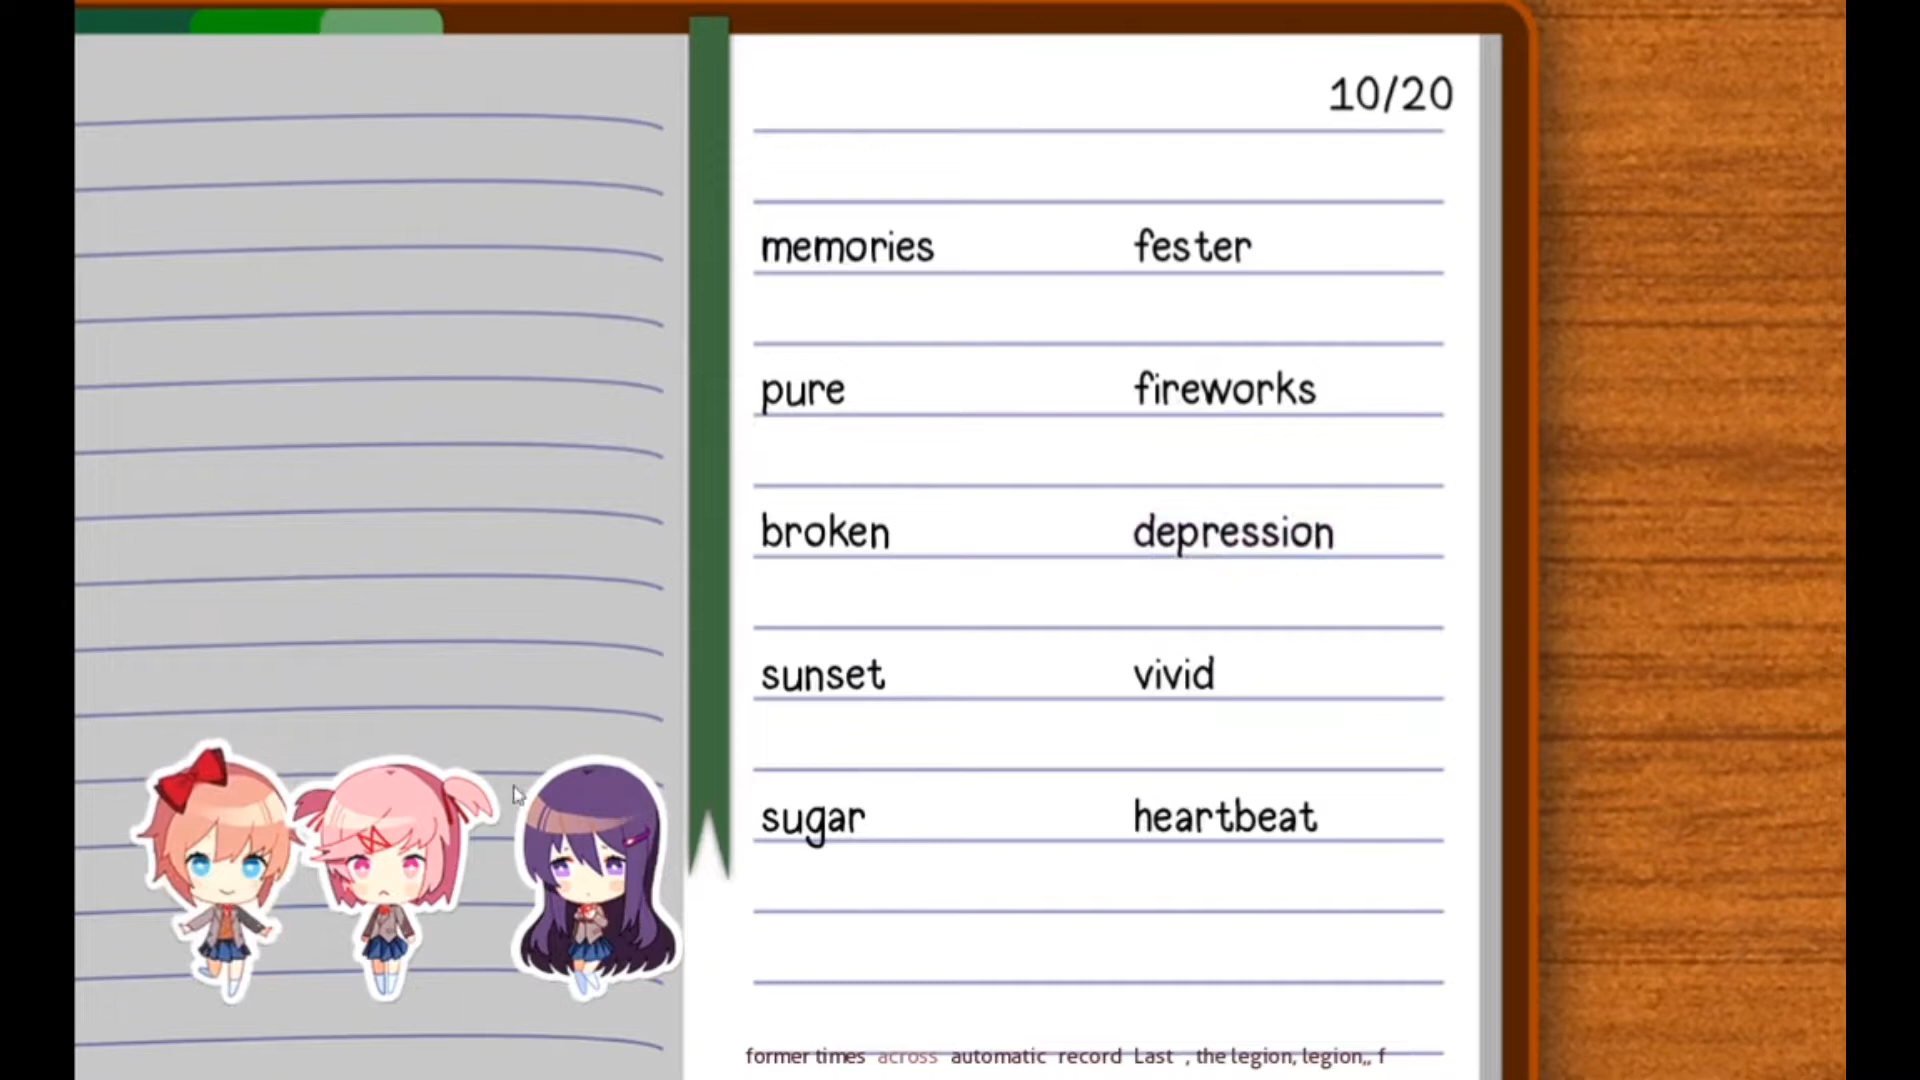 10/20
memories fester
pure fireworks
broken depression
sunset vivid
sugar heartbeat
former times across automatic record Last , the legion, legion,, f